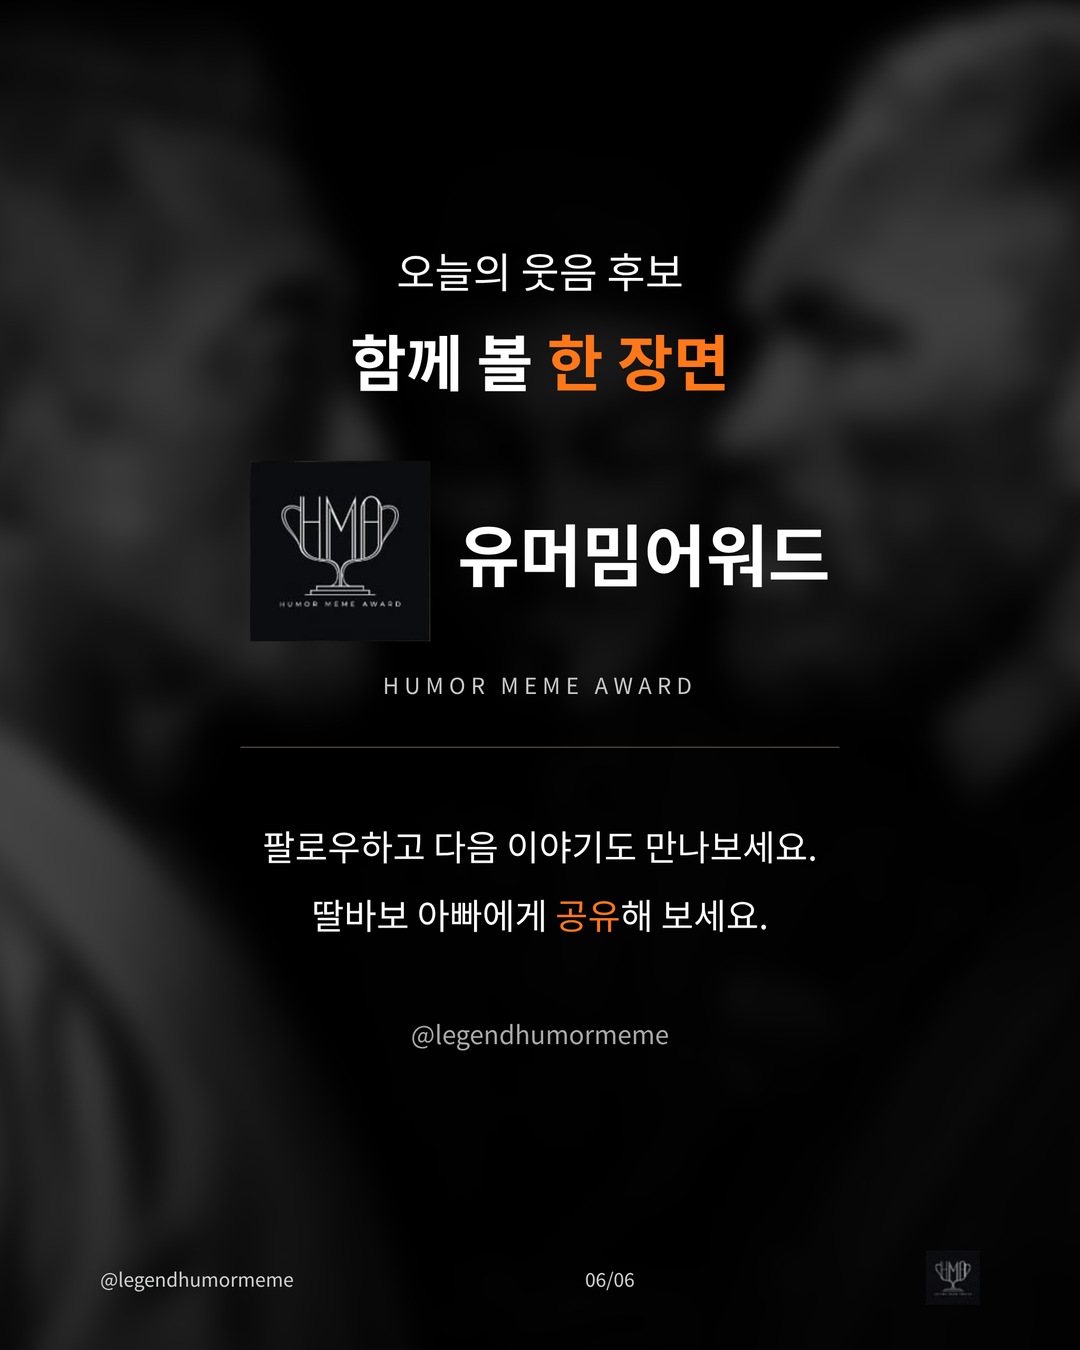 오늘의 웃음 후보
함께 볼 한 장면
HMA
HUMOR MEME AWARD
유머밈어워드
HUMOR MEME AWARD
팔로우하고 다음 이야기도 만나보세요.
딸바보 아빠에게 공유해 보세요.
@legendhumormeme
@legendhumormeme
06/06
HMA